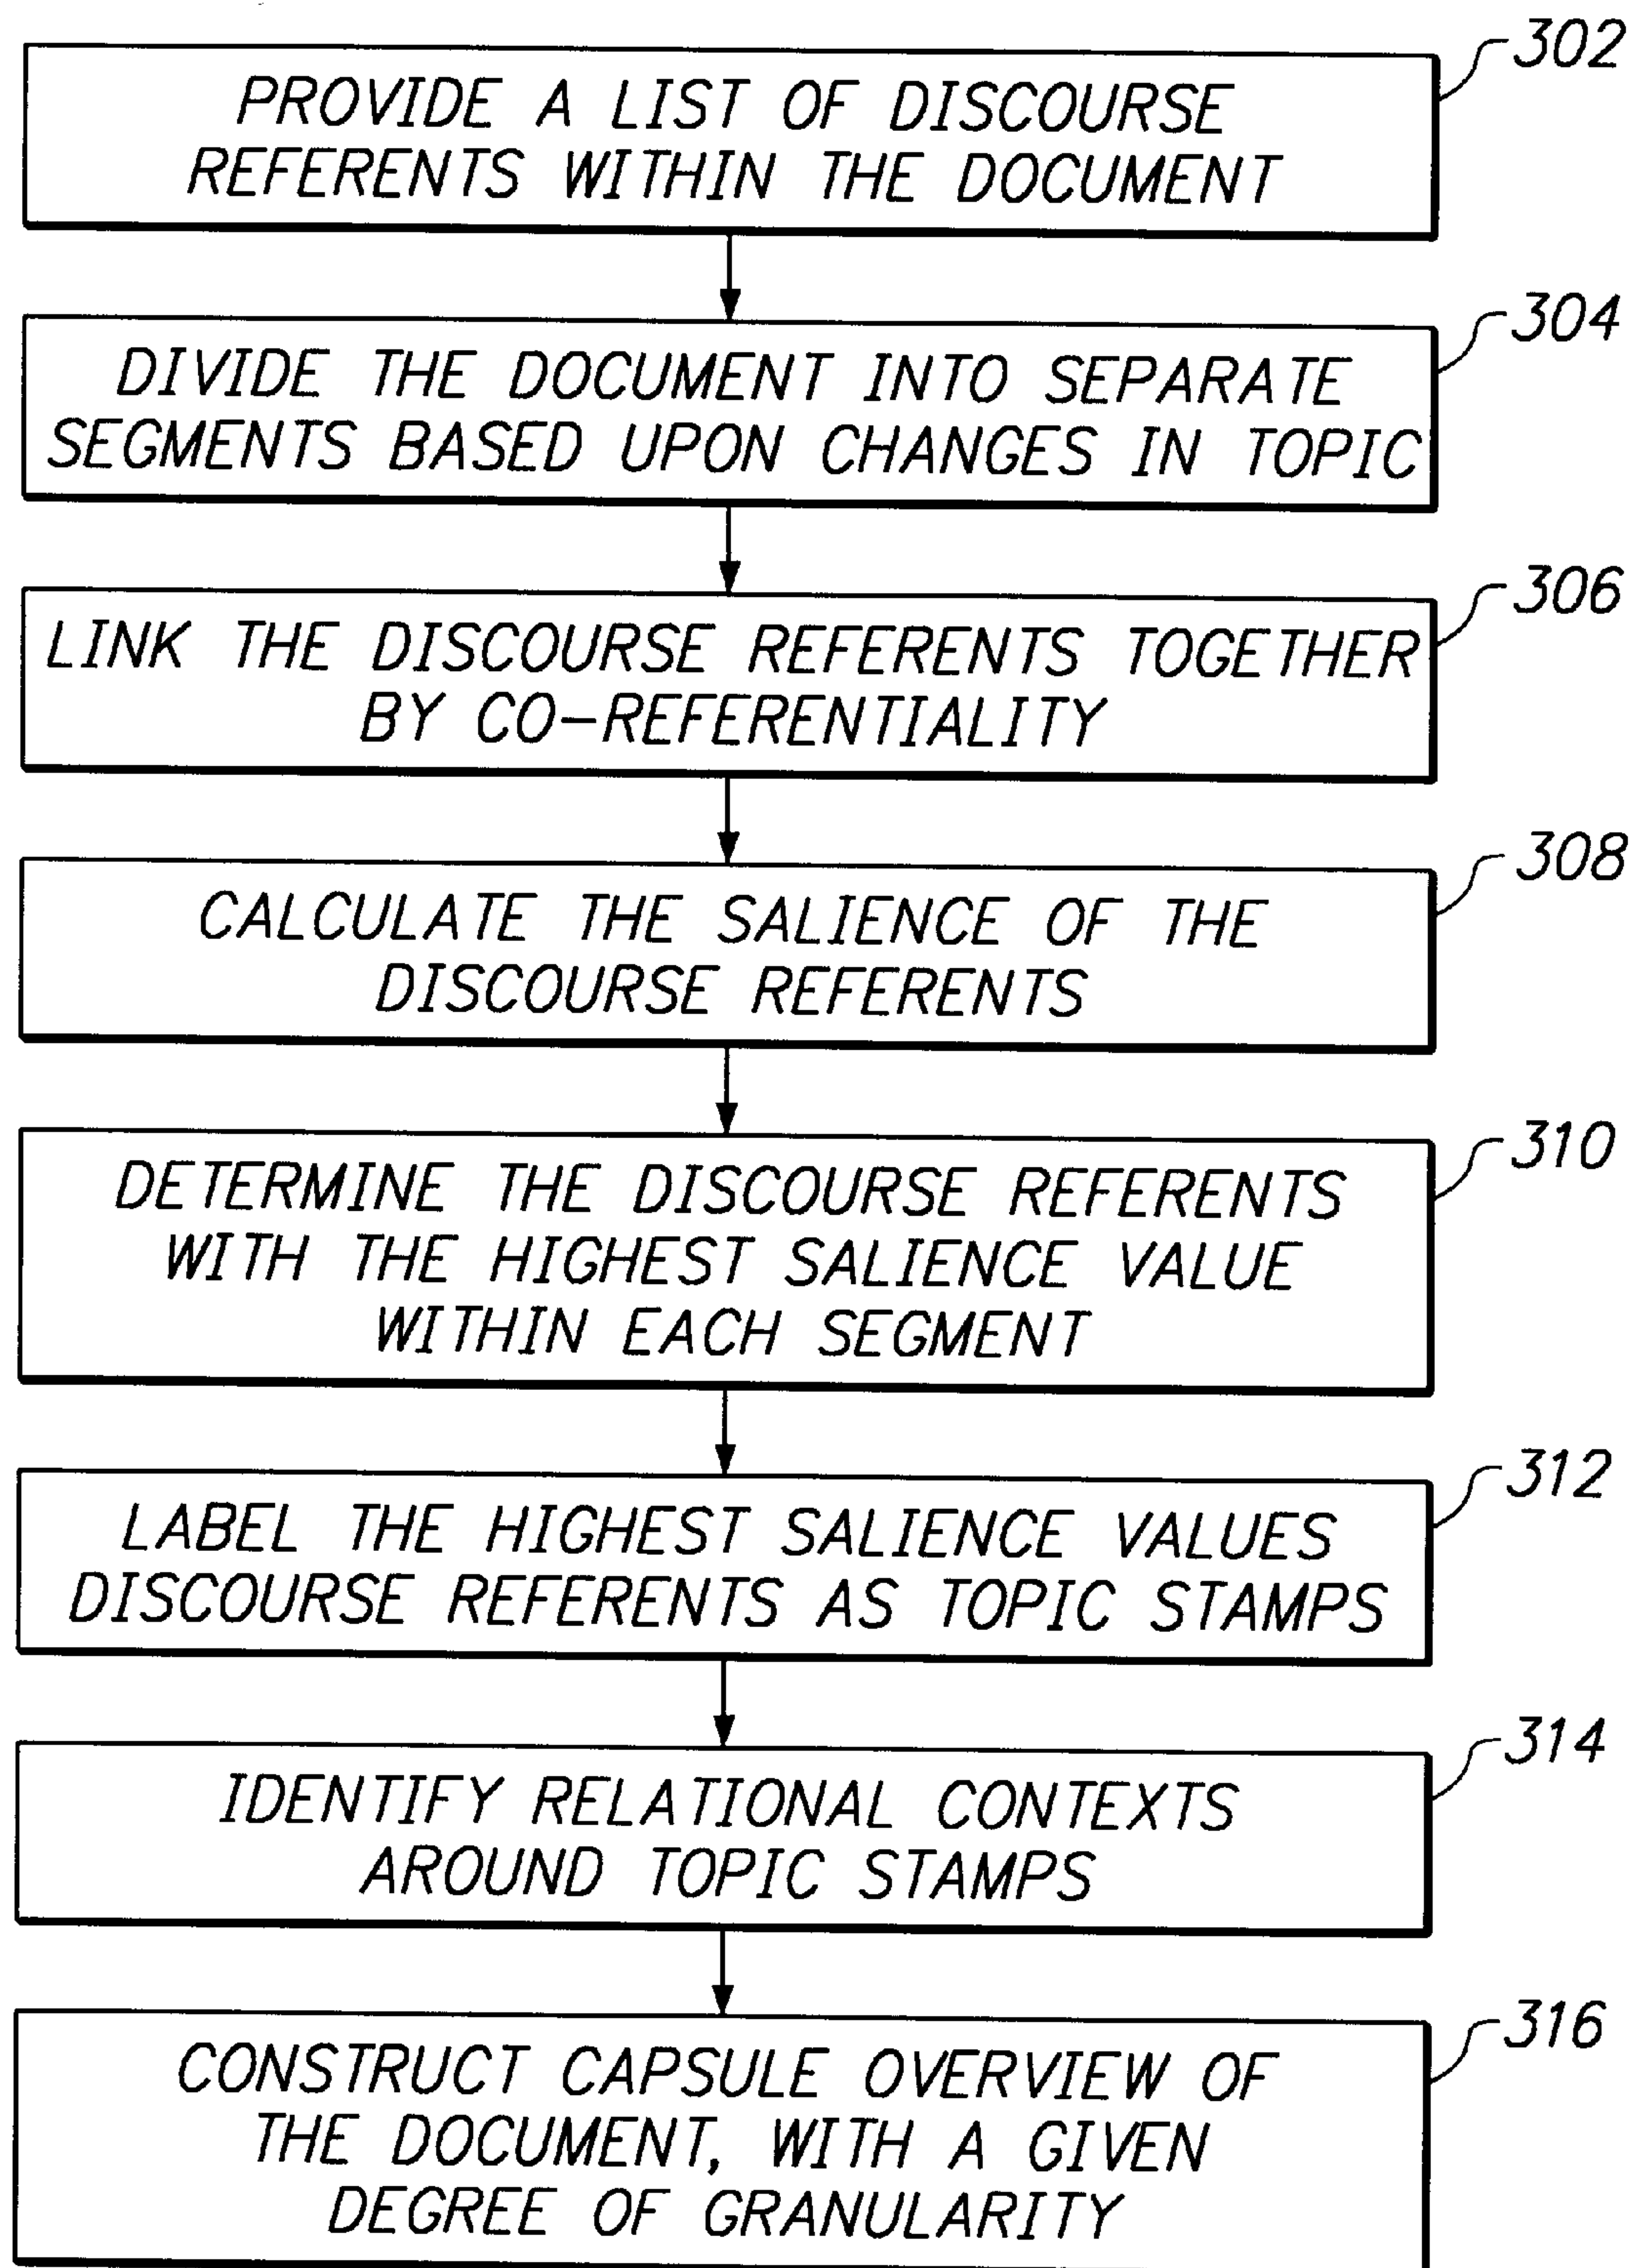 302
PROVIDE A LIST OF DISCOURSE
REFERENTS WITHIN THE DOCUMENT
304
DIVIDE THE DOCUMENT INTO SEPARATE
SEGMENTS BASED UPON CHANGES IN TOPIC
306
LINK THE DISCOURSE REFERENTS TOGETHER
BY CO-REFERENTIALITY
308
CALCULATE THE SALIENCE OF THE
DISCOURSE REFERENTS
310
DETERMINE THE DISCOURSE REFERENTS
WITH THE HIGHEST SALIENCE VALUE
WITHIN EACH SEGMENT
312
LABEL THE HIGHEST SALIENCE VALUES
DISCOURSE REFERENTS AS TOPIC STAMPS
314
IDENTIFY RELATIONAL CONTEXTS
AROUND TOPIC STAMPS
316
CONSTRUCT CAPSULE OVERVIEW OF
THE DOCUMENT, WITH A GIVEN
DEGREE OF GRANULARITY